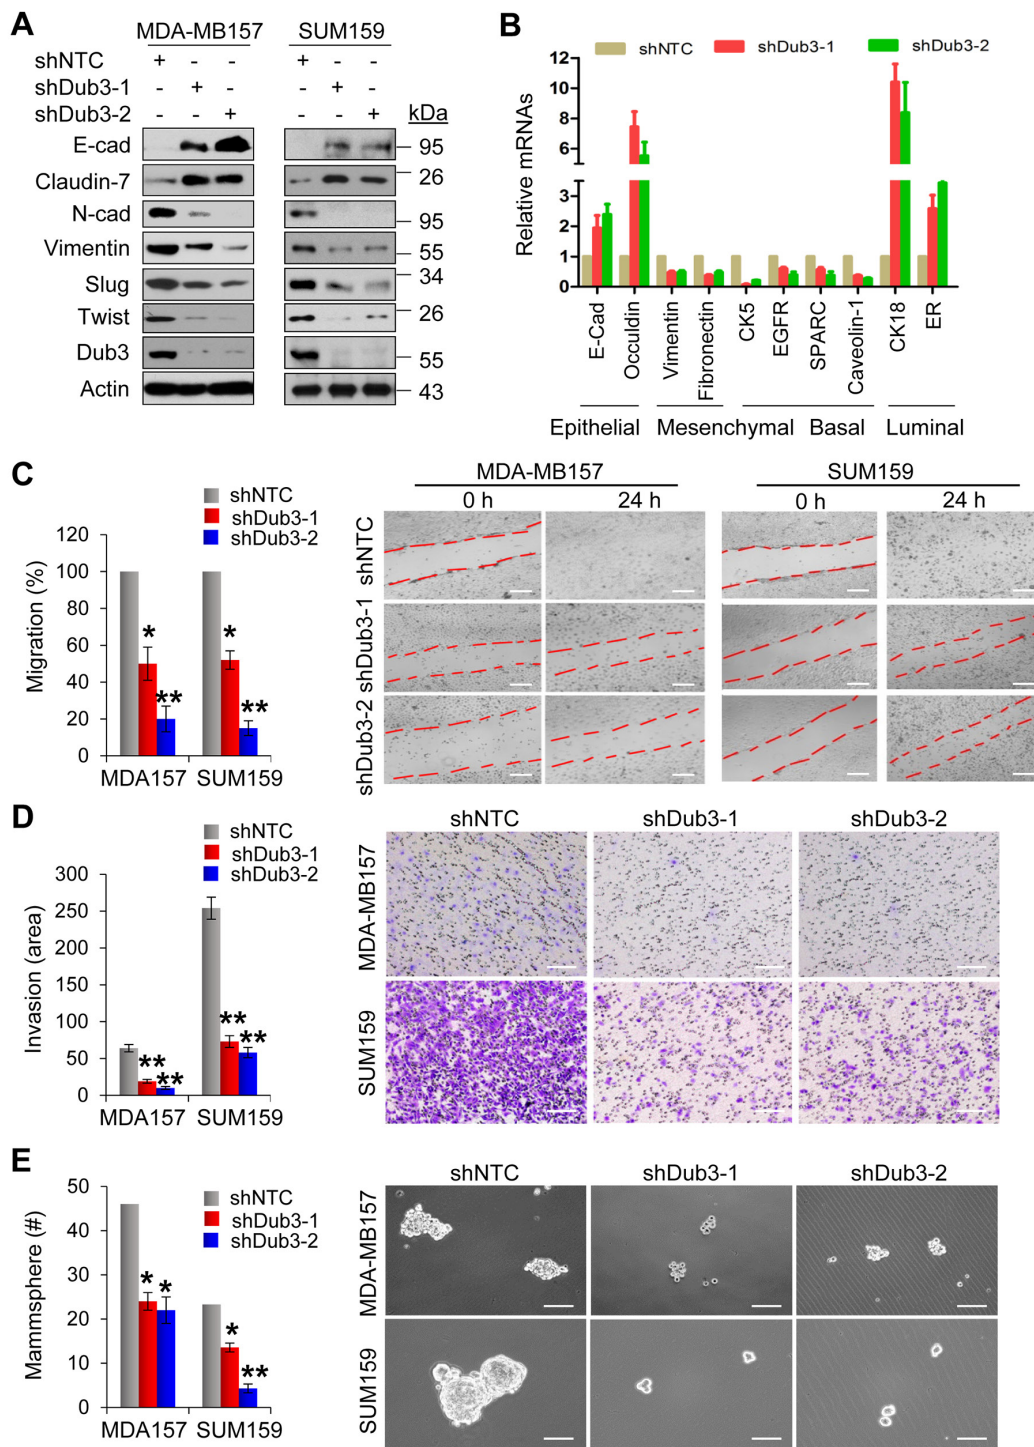 A
MDA-MB157 SUM159
shNTC + - - + - -
shDub3-1 - + - - + -
shDub3-2 - - + - - + kDa
E-cad 95
Claudin-7 26
N-cad 95
Vimentin 55
Slug 34
Twist 26
Dub3 55
Actin 43
B
shNTC shDub3-1 shDub3-2
Relative mRNAs
12
10
8
6
3
2
1
0
E-Cad
Occuldin
Vimentin
Fibronectin
CK5
EGFR
SPARC
Caveolin-1
CK18
ER
Epithelial Mesenchymal Basal Luminal
C
shNTC
shDub3-1
shDub3-2
Migration (%)
120
100
80
60
40
20
0
* ** * **
MDA157 SUM159
MDA-MB157 SUM159
0 h 24 h 0 h 24 h
shNTC
shDub3-1
shDub3-2
D
shNTC
shDub3-1
shDub3-2
Invasion (area)
300
250
200
150
100
50
0
** ** ** **
MDA157 SUM159
shNTC shDub3-1 shDub3-2
MDA-MB157
SUM159
E
shNTC
shDub3-1
shDub3-2
Mammsphere (#)
50
40
30
20
10
0
* * * **
MDA157 SUM159
shNTC shDub3-1 shDub3-2
MDA-MB157
SUM159